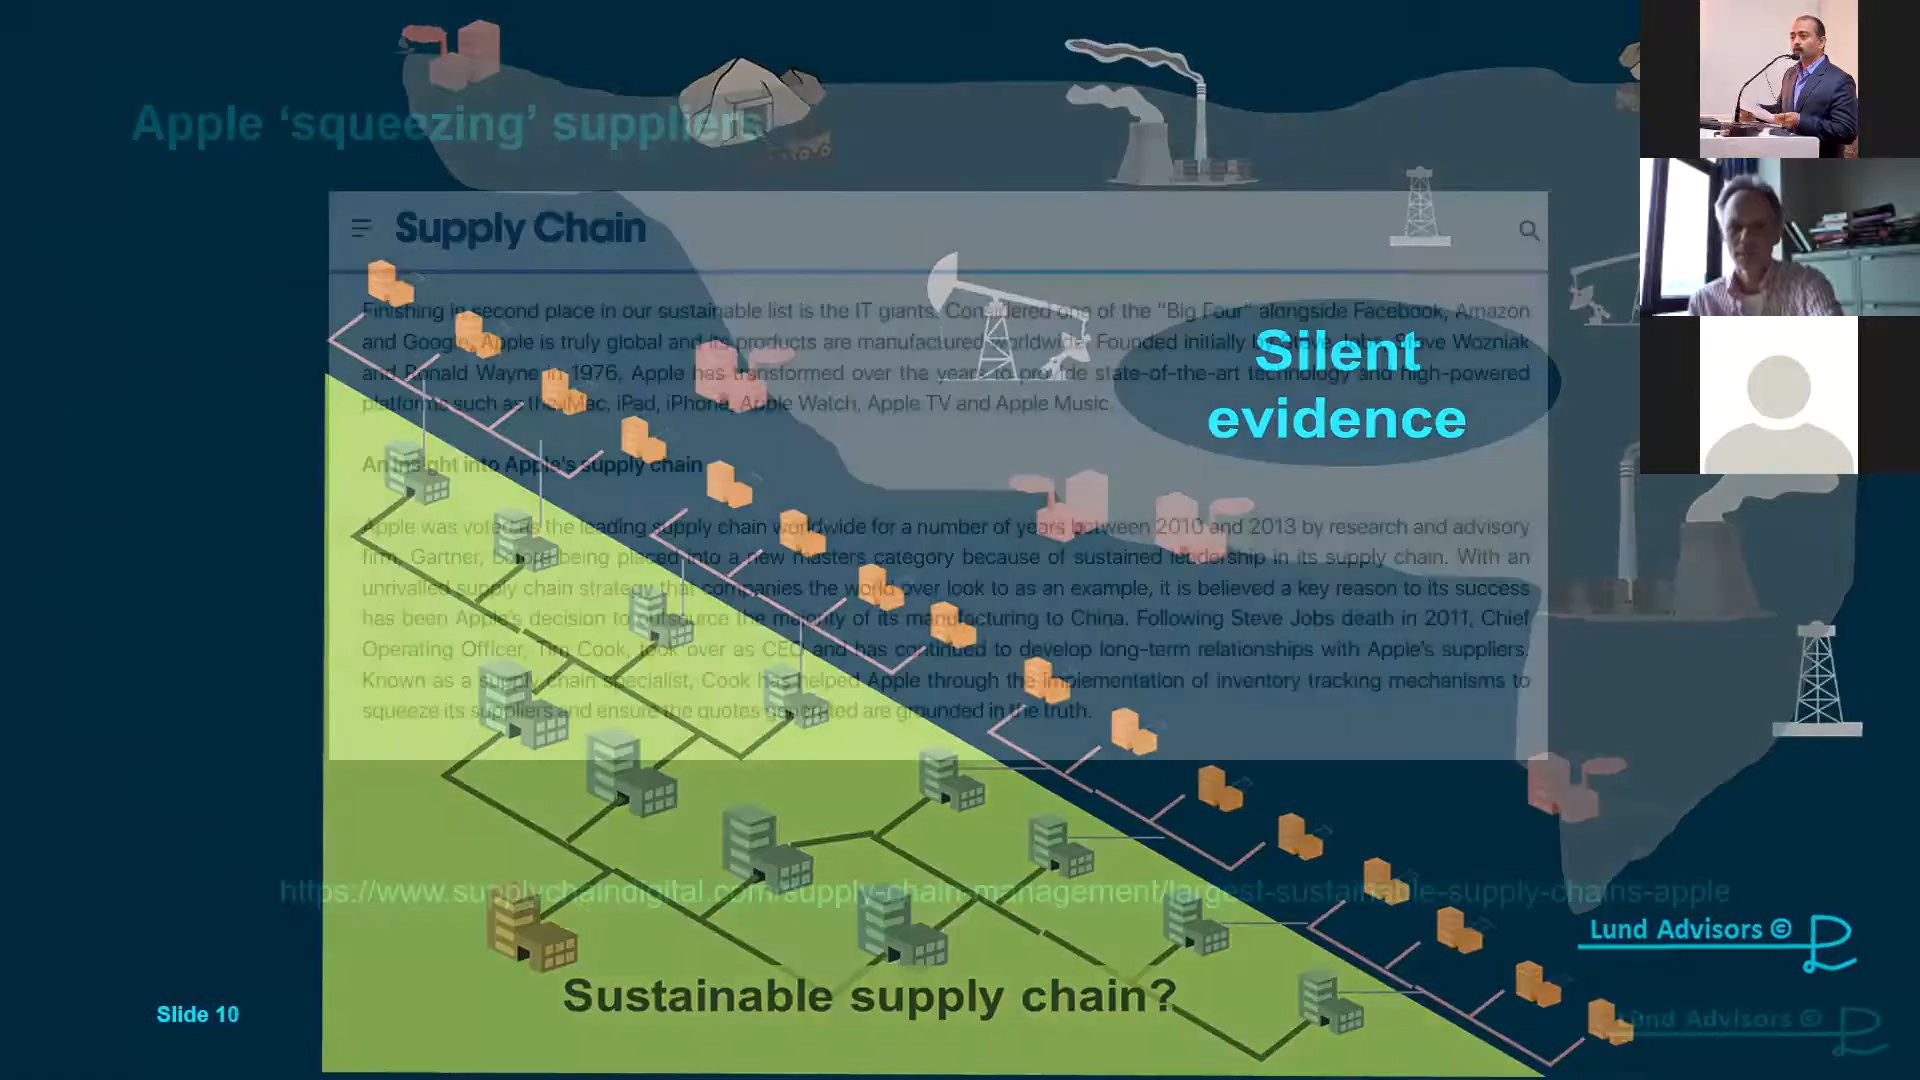 Apple ‘squeezing’ suppliers
Supply Chain
Finishing in second place in our sustainable list is the IT giants. Considered one of the "Big Four" alongside Facebook, Amazon
and Google, Apple is truly global and its products are manufactured worldwide. Founded initially by Steve Jobs, Steve Wozniak
and Ronald Wayne in 1976, Apple has transformed over the years to provide state-of-the-art technology and high-powered
platforms such as the iMac, iPad, iPhone, Apple Watch, Apple TV and Apple Music
Silent
evidence
An insight into Apple's supply chain
Apple was voted as the leading supply chain worldwide for a number of years between 2010 and 2013 by research and advisory
firm, Gartner, before being placed into a new masters category because of sustained leadership in its supply chain. With an
unrivalled supply chain strategy that companies the world over look to as an example, it is believed a key reason to its success
has been Apple's decision to outsource the majority of its manufacturing to China. Following Steve Jobs death in 2011, Chief
Operating Officer, Tim Cook, took over as CEO and has continued to develop long-term relationships with Apple's suppliers.
Known as a supply chain specialist, Cook has helped Apple through the implementation of inventory tracking mechanisms to
squeeze its suppliers and ensure the quotes generated are grounded in the truth.
https://www.supplychaindigital.com/supply-chain-management/largest-sustainable-supply-chains-apple
Lund Advisors ©
Sustainable supply chain?
Slide 10
Lund Advisors ©